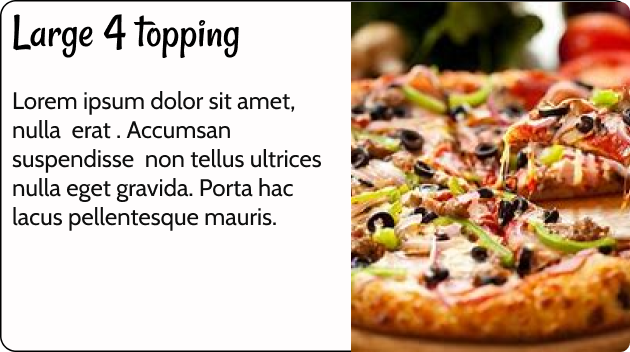 Large 4 topping
Lorem ipsum dolor sit amet,
nulla  erat . Accumsan
suspendisse  non tellus ultrices
nulla eget gravida. Porta hac
lacus pellentesque mauris.